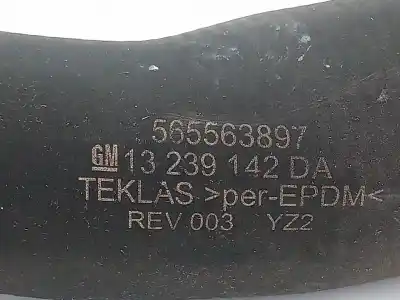 565563897
GM 13 239 142 DA
TEKLAS >per-EPDM<
REV 003 YZ2